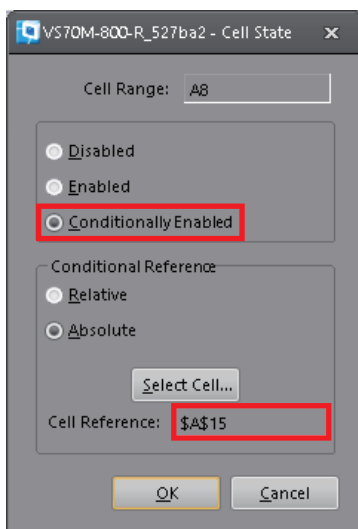 VS70M-800-R_527ba2 - Cell State
Cell Range: A8
Disabled
Enabled
Conditionally Enabled
Conditional Reference
Relative
Absolute
Select Cell...
Cell Reference: $A$15
OK Cancel